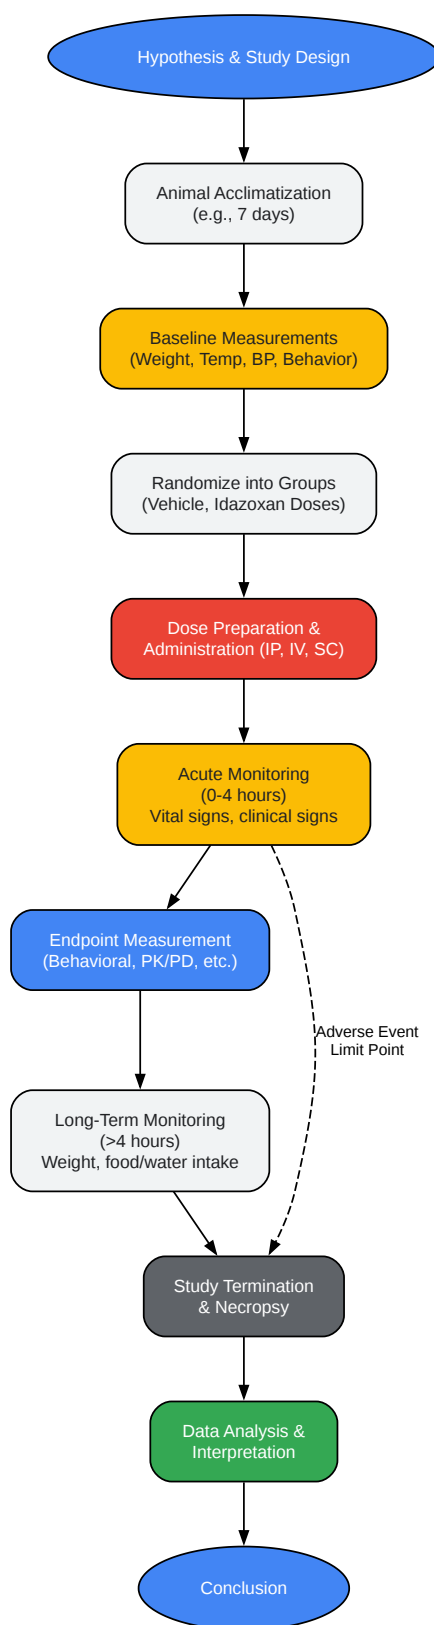 Hypothesis & Study Design
Animal Acclimatization
(e.g., 7 days)
Baseline Measurements
(Weight, Temp, BP, Behavior)
Randomize into Groups
(Vehicle, Idazoxan Doses)
Dose Preparation &
Administration (IP, IV, SC)
Acute Monitoring
(0-4 hours)
Vital signs, clinical signs
Endpoint Measurement
(Behavioral, PK/PD, etc.)
Adverse Event
Limit Point
Long-Term Monitoring
(>4 hours)
Weight, food/water intake
Study Termination
& Necropsy
Data Analysis &
Interpretation
Conclusion